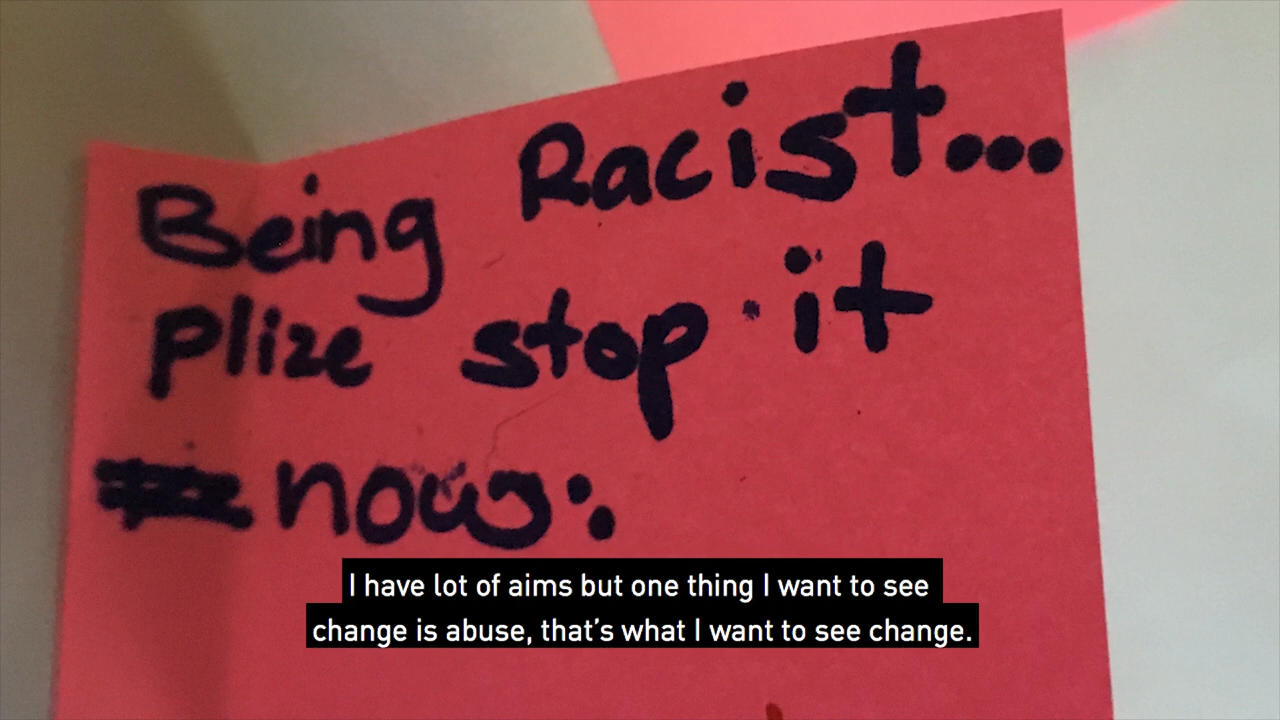 Being Racist...
plize stop it
now:
I have lot of aims but one thing I want to see
change is abuse, that's what I want to see change.